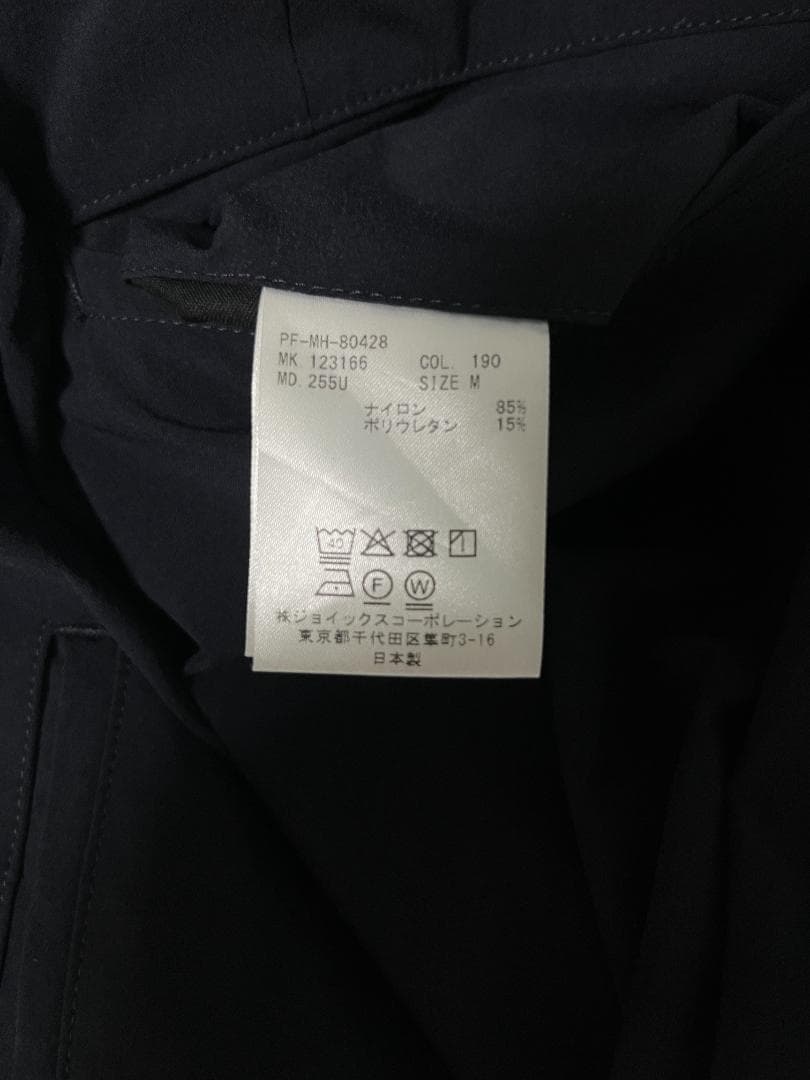 PF-MH-80428
MK. 123166 COL. 190
MD. 255U SIZE M
ナイロン 85%
ポリウレタン 15%
40
F W
株ジョイックスコーポレーション
東京都千代田区隼町3-16
日本製